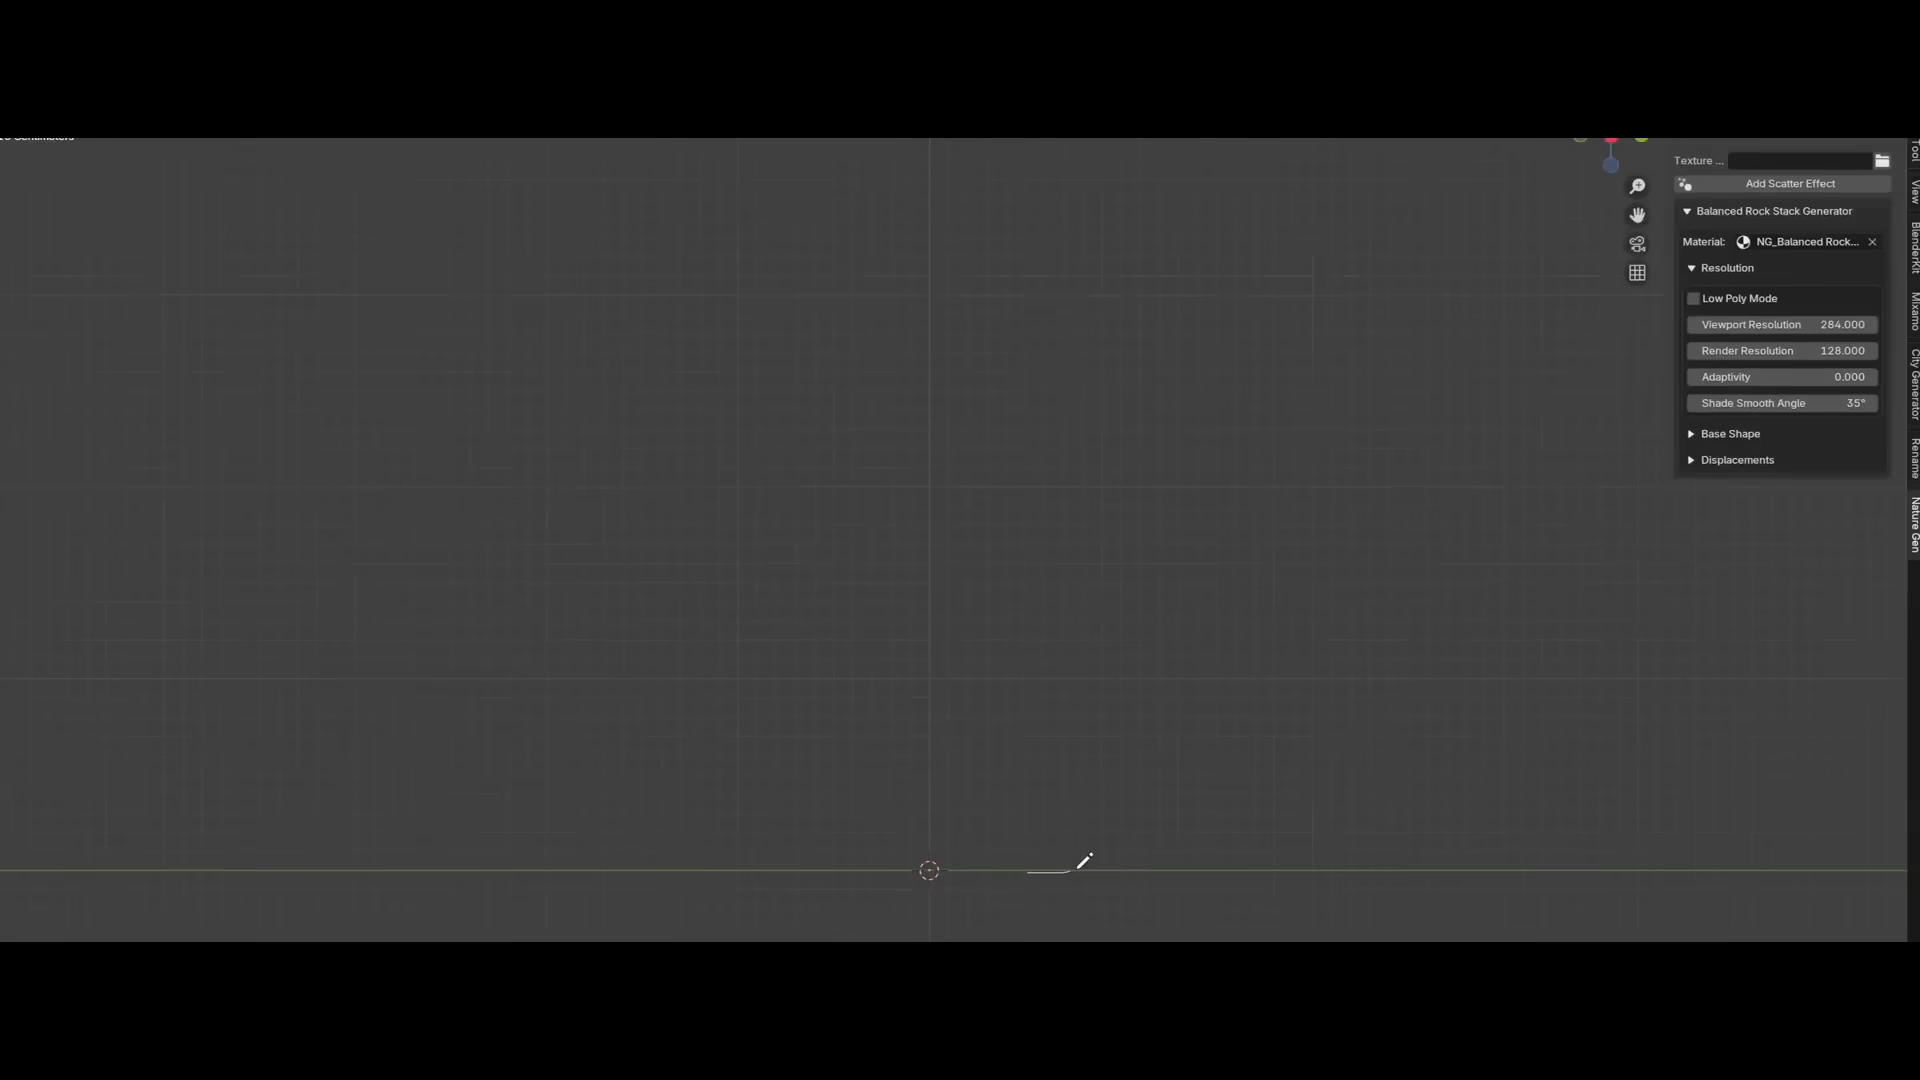 Texture ...
Add Scatter Effect
Balanced Rock Stack Generator
Material: NG_Balanced Rock...
Resolution
Low Poly Mode
Viewport Resolution 284.000
Render Resolution 128.000
Adaptivity 0.000
Shade Smooth Angle 35°
Base Shape
Displacements
Tool
View
BlenderKit
Mixamo
City Generator
Rename
Nature Gen